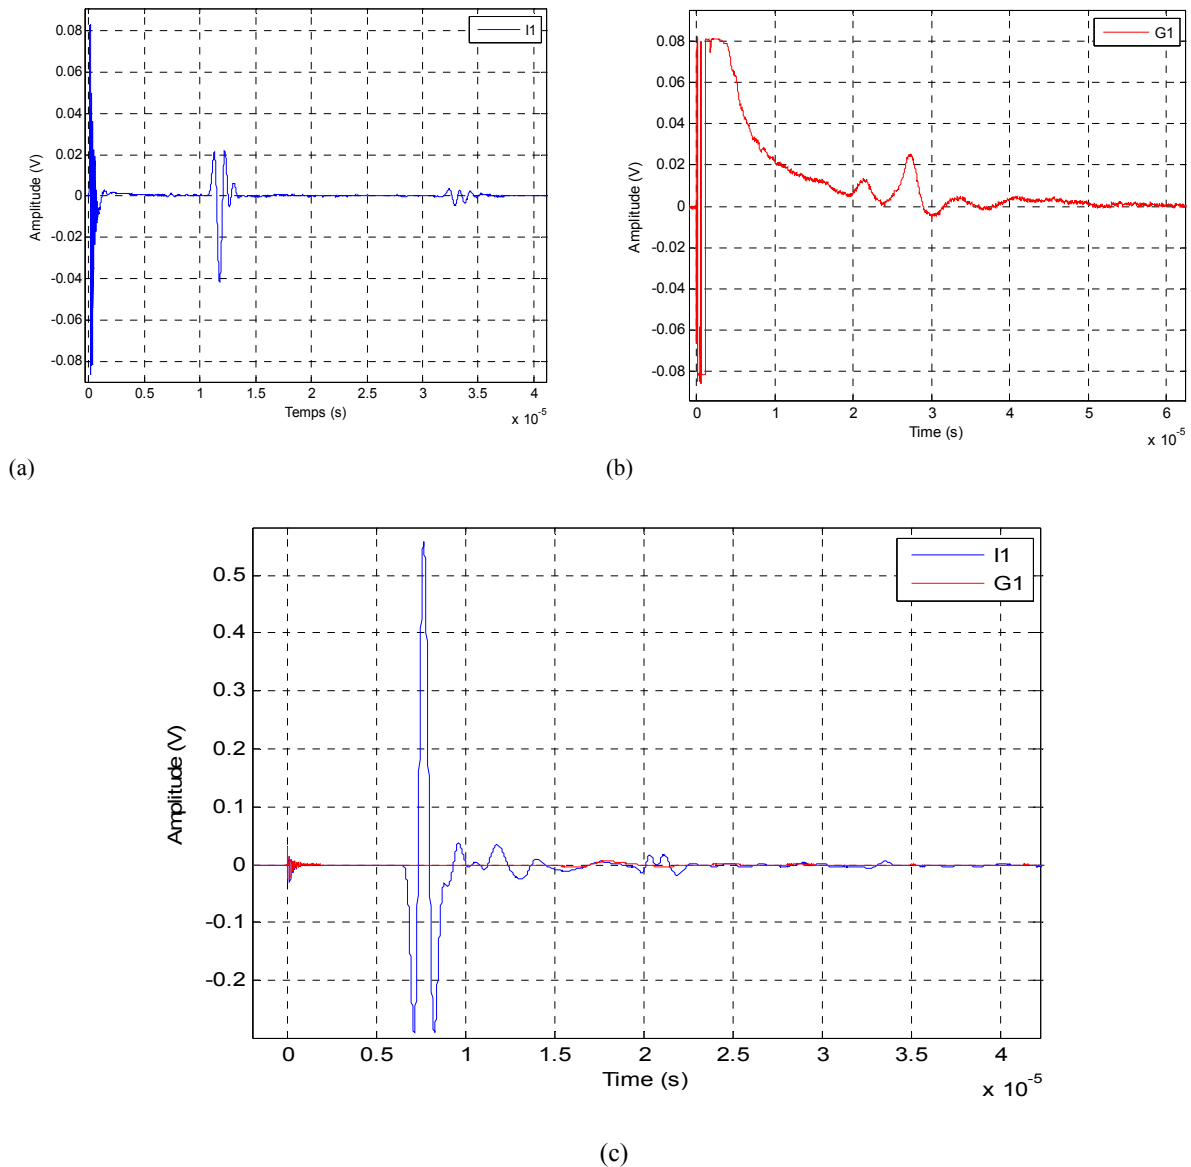 I1
0.08
0.06
0.04
0.02
0
-0.02
-0.04
-0.06
-0.08
Amplitude (V)
0 0.5 1 1.5 2 2.5 3 3.5 4
Temps (s)
x 10-5
(a)
G1
0.08
0.06
0.04
0.02
0
-0.02
-0.04
-0.06
-0.08
Amplitude (V)
0 1 2 3 4 5 6
Time (s)
x 10-5
(b)
I1
G1
0.5
0.4
0.3
0.2
0.1
0
-0.1
-0.2
Amplitude (V)
0 0.5 1 1.5 2 2.5 3 3.5 4
Time (s)
x 10-5
(c)